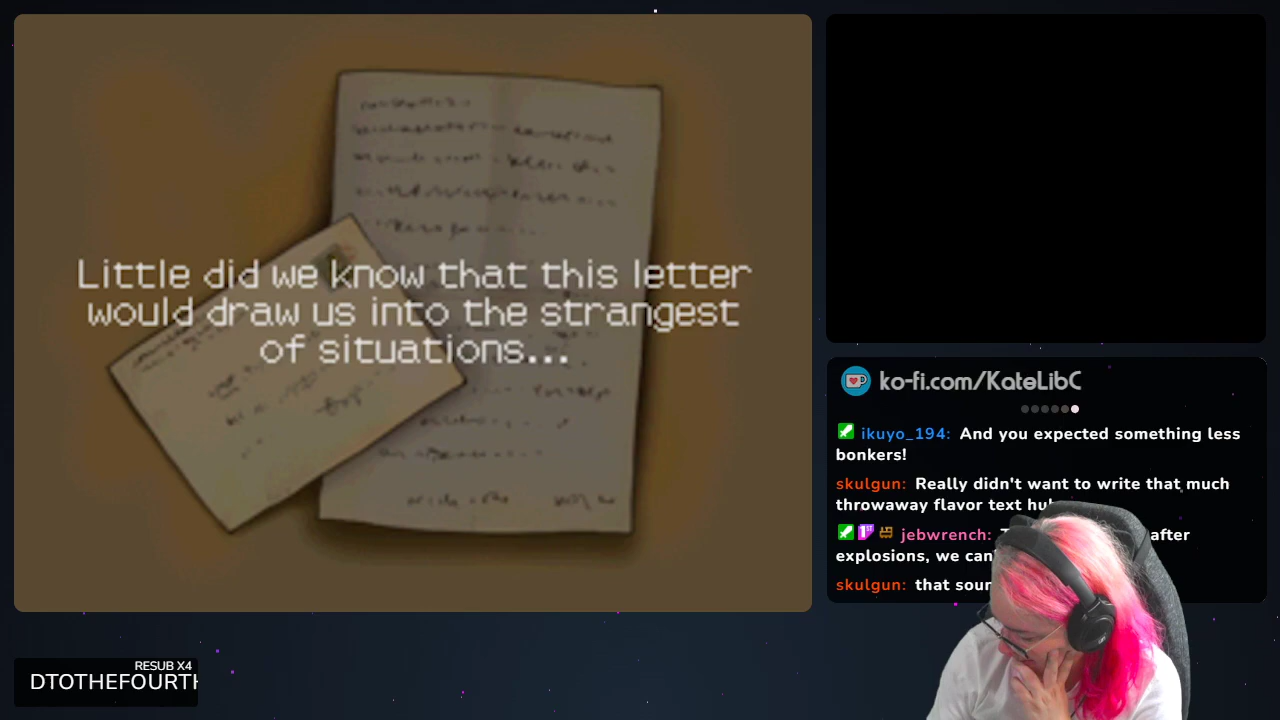 Little did we know that this letter
would draw us into the strangest
of situations...
ko-fi.com/KateLibC
ikuyo_194: And you expected something less
bonkers!
skulgun: Really didn't want to write that much
throwaway flavor text huh
jebwrench: after
explosions, we can
skulgun: that
RESUB X4
DTOTHEFOURTH